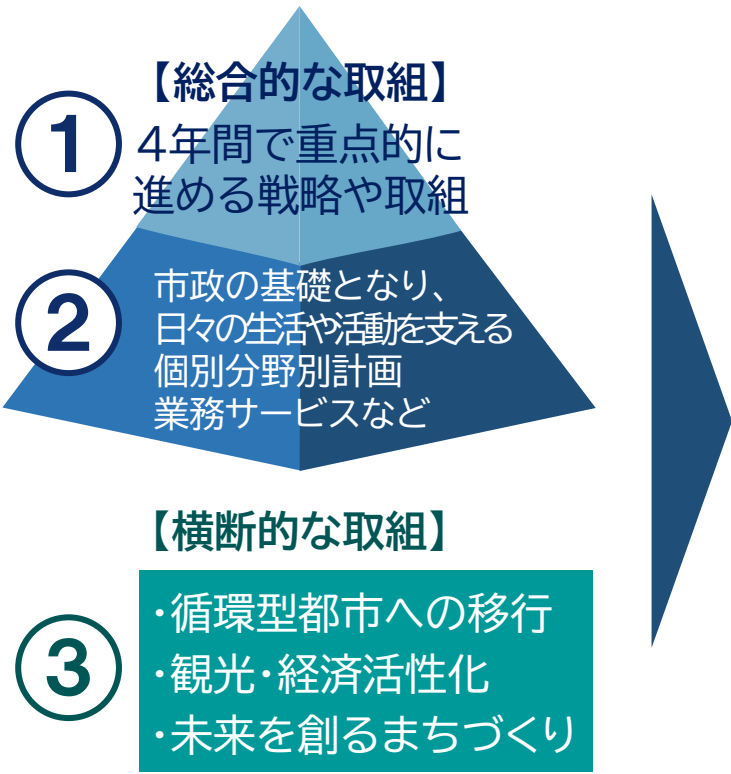 【総合的な取組】
①
4年間で重点的に
進める戦略や取組
②
市政の基礎となり、
日々の生活や活動を支える
個別分野別計画
業務サービスなど
【横断的な取組】
③
・循環型都市への移行
・観光・経済活性化
・未来を創るまちづくり